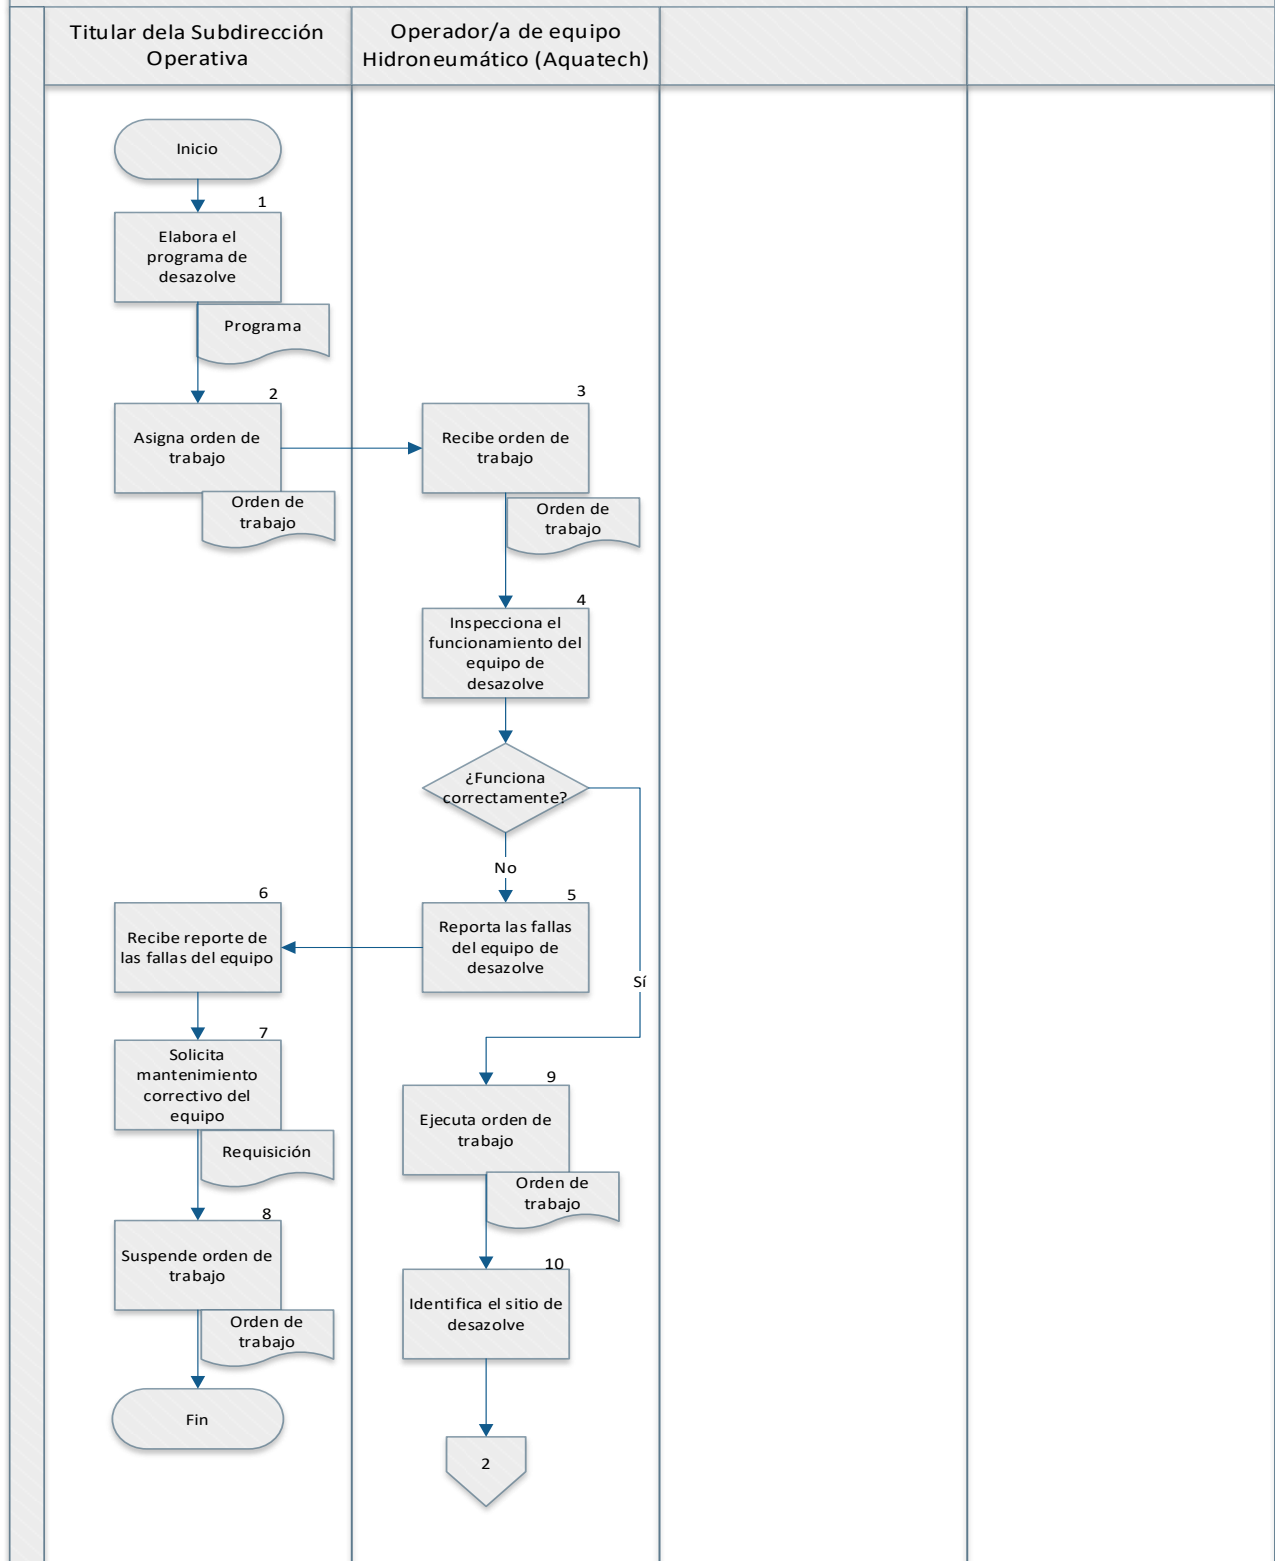 Titular dela Subdirección
Operativa
Operador/a de equipo
Hidroneumático (Aquatech)
Inicio
1
Elabora el
programa de
desazolve
Programa
2
Asigna orden de
trabajo
Orden de
trabajo
3
Recibe orden de
trabajo
Orden de
trabajo
4
Inspecciona el
funcionamiento del
equipo de
desazolve
¿Funciona
correctamente?
No
Sí
5
Reporta las fallas
del equipo de
desazolve
6
Recibe reporte de
las fallas del equipo
7
Solicita
mantenimiento
correctivo del
equipo
Requisición
8
Suspende orden de
trabajo
Orden de
trabajo
Fin
9
Ejecuta orden de
trabajo
Orden de
trabajo
10
Identifica el sitio de
desazolve
2